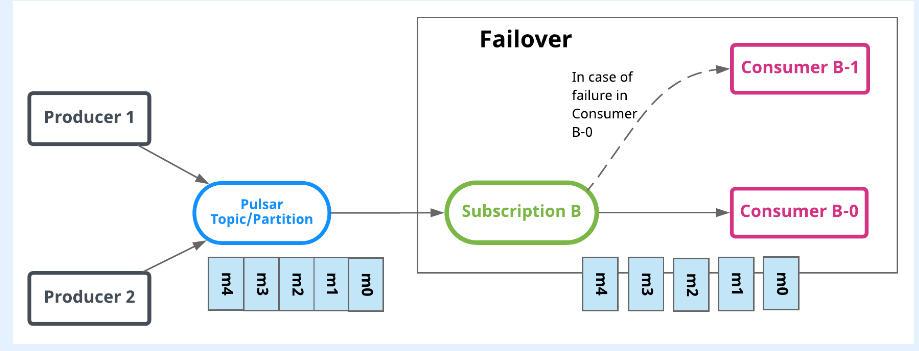 Failover
Consumer B-1
In case of
failure in
Consumer
B-0
Producer 1
Pulsar
Topic/Partition
Subscription B
Consumer B-0
Producer 2
m4
m3
m2
m1
m0
m4
m3
m2
m1
m0